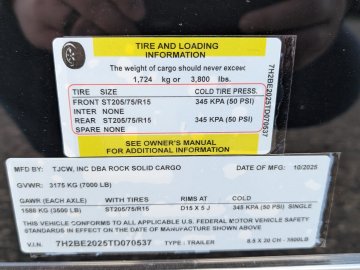 TIRE AND LOADING
INFORMATION
The weight of cargo should never exceed
1,724 kg or 3,800 lbs.
TIRE SIZE COLD TIRE PRESS.
FRONT ST205/75/R15 345 KPA (50 PSI)
INTER NONE
REAR ST205/75/R15 345 KPA (50 PSI)
SPARE NONE
SEE OWNER'S MANUAL
FOR ADDITIONAL INFORMATION
7H2BE2025TD070537
MFD BY: TJCW, INC DBA ROCK SOLID CARGO DATE OF MANUF: 10/2025
GVWR: 3175 KG (7000 LB)
GAWR (EACH AXLE) WITH TIRES RIMS AT COLD
1588 KG (3500 LB) ST205/75/R15 D15 X 5 J 345 KPA (50 PSI) SINGLE
THIS VEHICLE CONFORMS TO ALL APPLICABLE U.S. FEDERAL MOTOR VEHICLE SAFETY
STANDARDS IN EFFECT ON THE DATE OF MANUFACTURE SHOWN ABOVE
V.I.N. 7H2BE2025TD070537 TYPE : TRAILER 8.5 X 20 CH - 7000LB